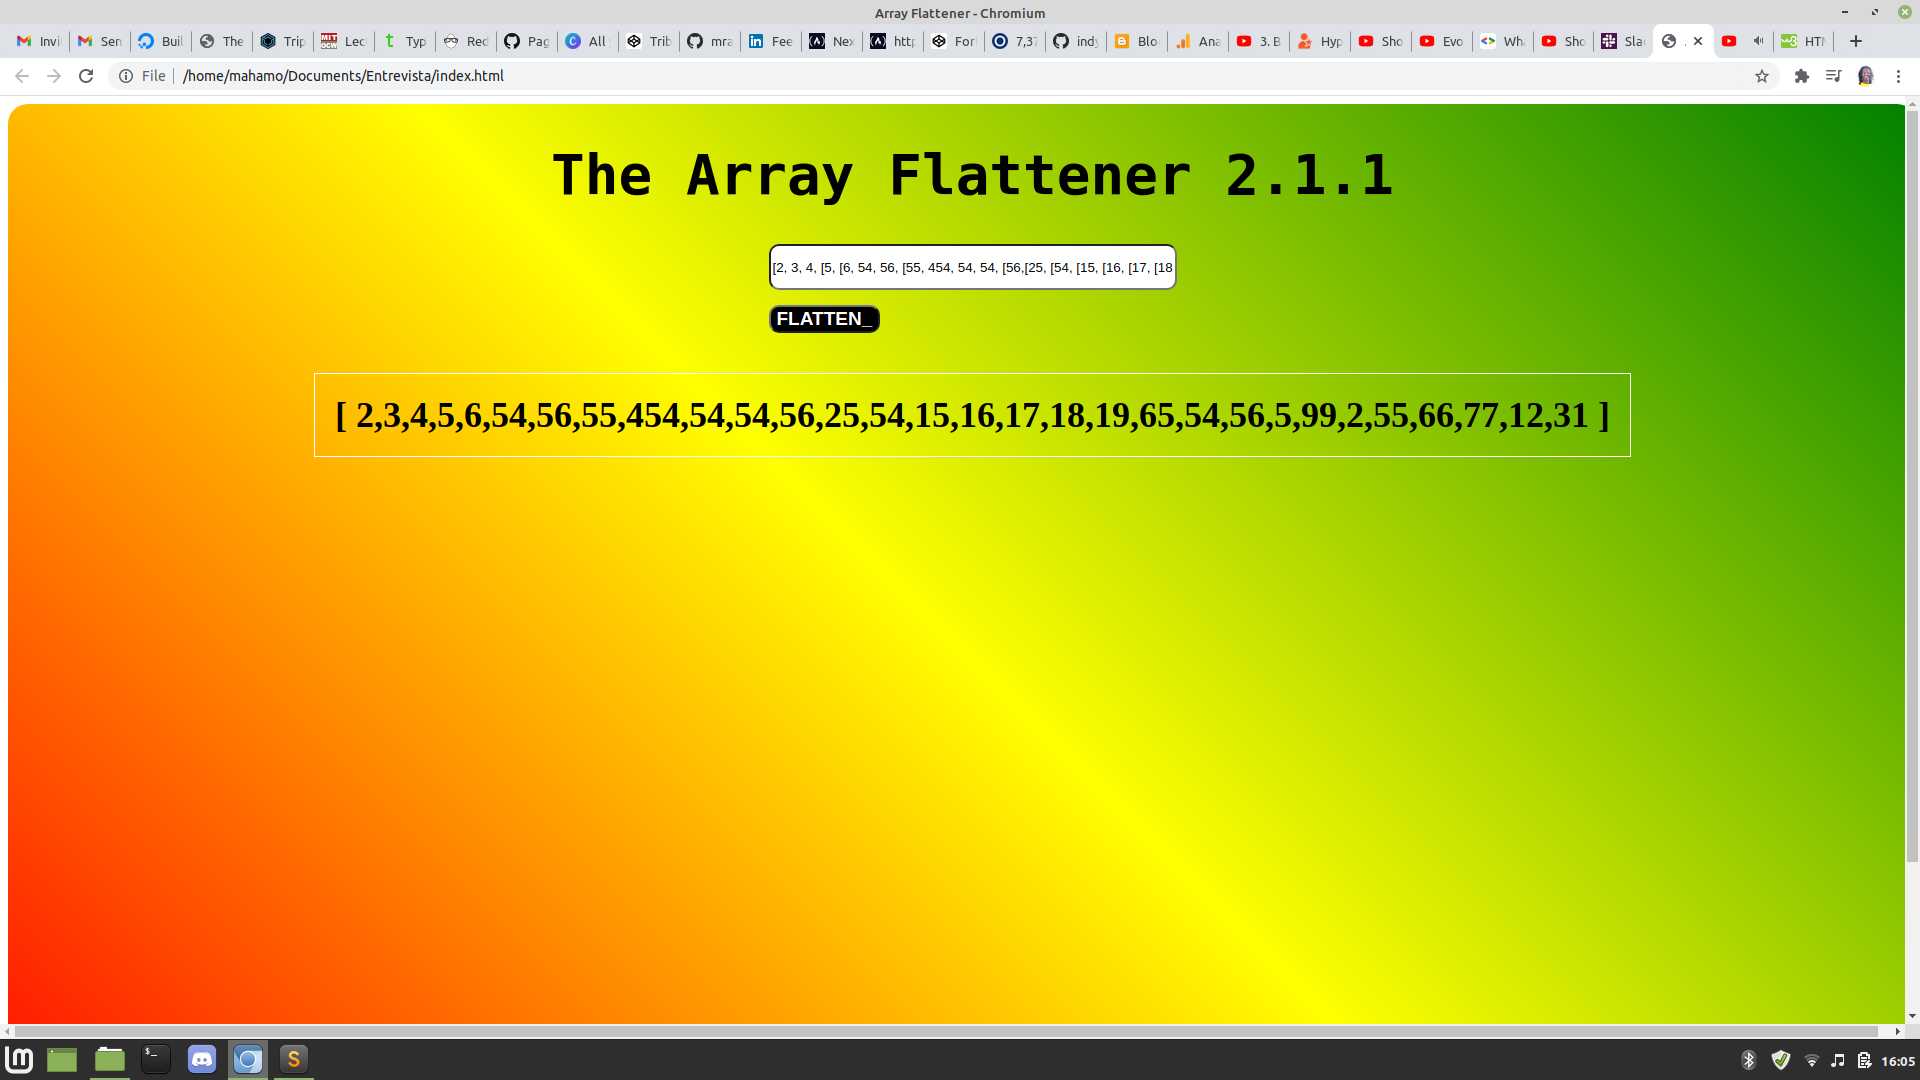 Array Flattener - Chromium
Invi Sen Buil The Trip Lec Typ Red Pag All Trib mra Fee Nex http For 7,37 indy Blo Ana 3. B Hyp Sho Evo Wha Sho Sla HTM
File /home/mahamo/Documents/Entrevista/index.html
The Array Flattener 2.1.1
[2, 3, 4, [5, [6, 54, 56, [55, 454, 54, 54, [56,[25, [54, [15, [16, [17, [18
FLATTEN_
[ 2,3,4,5,6,54,56,55,454,54,54,56,25,54,15,16,17,18,19,65,54,56,5,99,2,55,66,77,12,31 ]
16:05